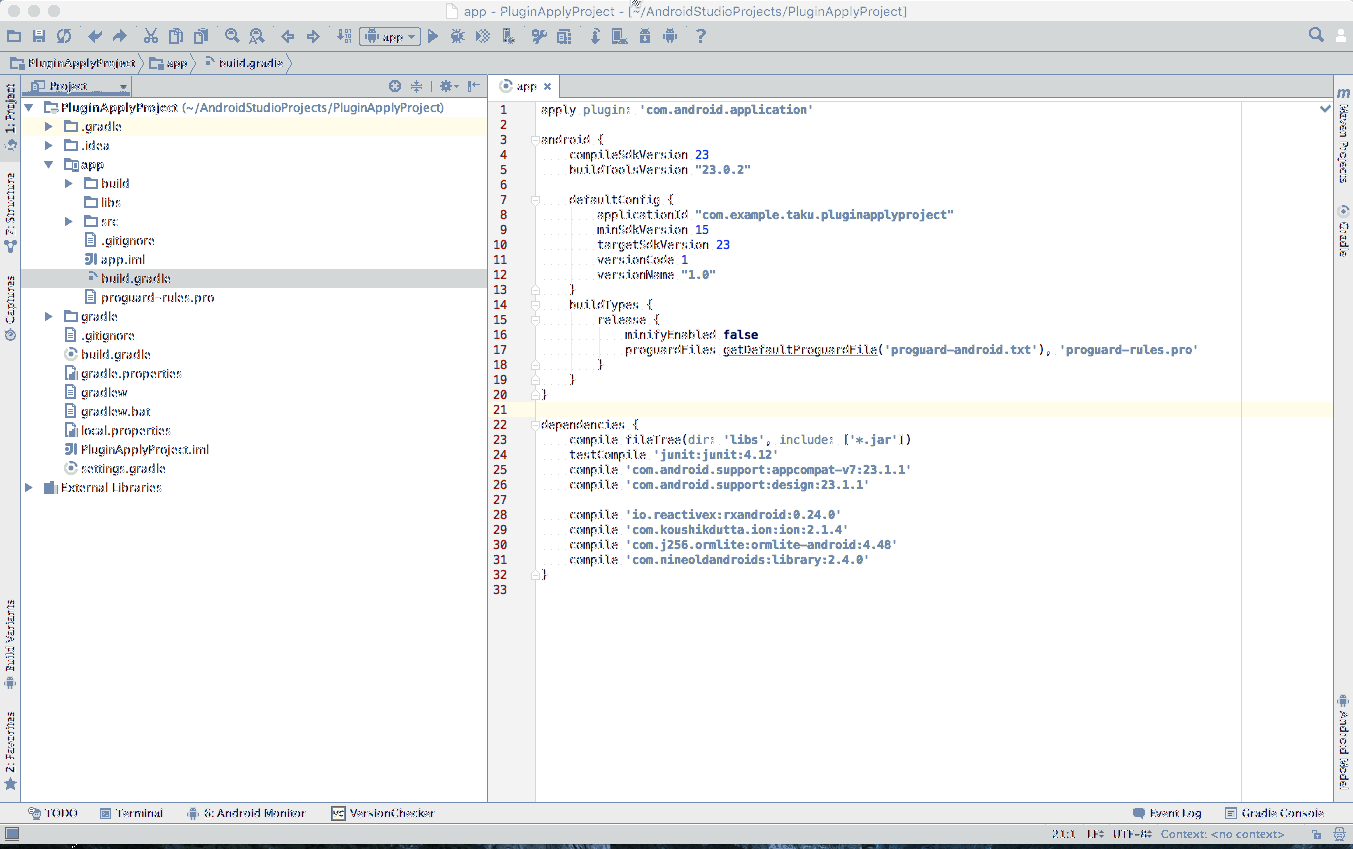 app - PluginApplyProject - [~/AndroidStudioProjects/PluginApplyProject]
app
?
PluginApplyProject
app
build.gradle
Project
app
1: Project
7: Structure
Captures
Build Variants
2: Favorites
PluginApplyProject (~/AndroidStudioProjects/PluginApplyProject)
.gradle
.idea
app
build
libs
src
.gitignore
app.iml
build.gradle
proguard-rules.pro
gradle
.gitignore
build.gradle
gradle.properties
gradlew
gradlew.bat
local.properties
PluginApplyProject.iml
settings.gradle
External Libraries
1 apply plugin: 'com.android.application'
2
3 android {
4 compileSdkVersion 23
5 buildToolsVersion "23.0.2"
6
7 defaultConfig {
8 applicationId "com.example.taku.pluginapplyproject"
9 minSdkVersion 15
10 targetSdkVersion 23
11 versionCode 1
12 versionName "1.0"
13 }
14 buildTypes {
15 release {
16 minifyEnabled false
17 proguardFiles getDefaultProguardFile('proguard-android.txt'), 'proguard-rules.pro'
18 }
19 }
20 }
21
22 dependencies {
23 compile fileTree(dir: 'libs', include: ['*.jar'])
24 testCompile 'junit:junit:4.12'
25 compile 'com.android.support:appcompat-v7:23.1.1'
26 compile 'com.android.support:design:23.1.1'
27
28 compile 'io.reactivex:rxandroid:0.24.0'
29 compile 'com.koushikdutta.ion:ion:2.1.4'
30 compile 'com.j256.ormlite:ormlite-android:4.48'
31 compile 'com.nineoldandroids:library:2.4.0'
32 }
33
m
Maven Projects
Gradle
Android Model
TODO
Terminal
6: Android Monitor
VC VersionChecker
Event Log
Gradle Console
21:1 LF UTF-8 Context: <no context>